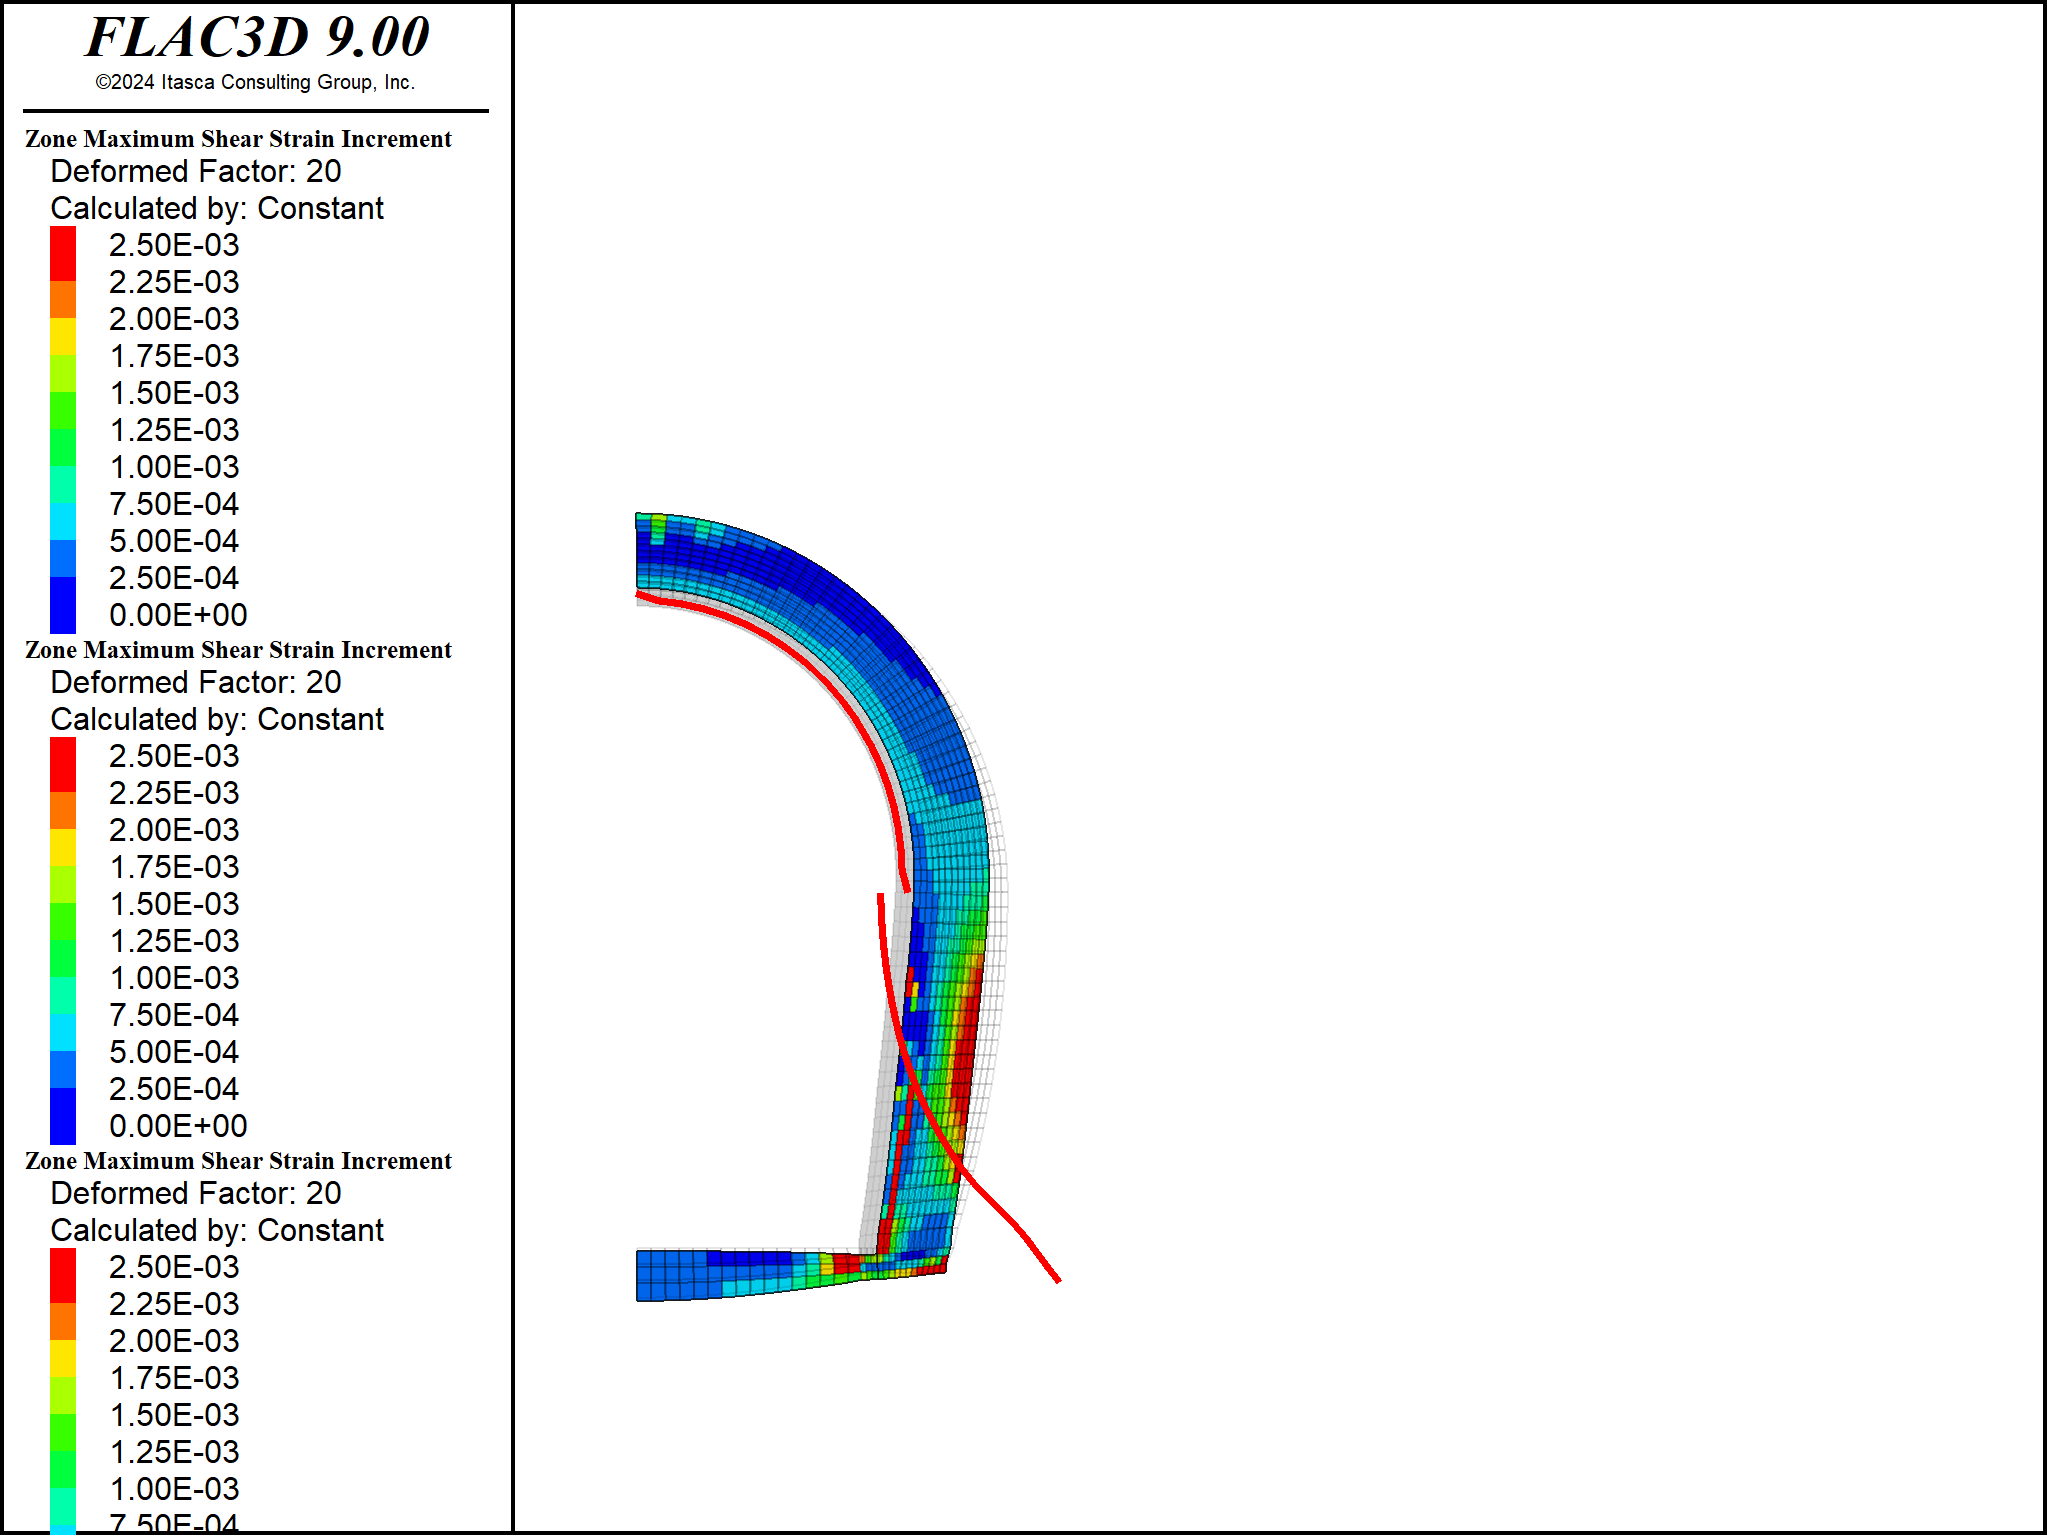 FLAC3D 9.00
©2024 Itasca Consulting Group, Inc.
Zone Maximum Shear Strain Increment
Deformed Factor: 20
Calculated by: Constant
2.50E-03
2.25E-03
2.00E-03
1.75E-03
1.50E-03
1.25E-03
1.00E-03
7.50E-04
5.00E-04
2.50E-04
0.00E+00
Zone Maximum Shear Strain Increment
Deformed Factor: 20
Calculated by: Constant
2.50E-03
2.25E-03
2.00E-03
1.75E-03
1.50E-03
1.25E-03
1.00E-03
7.50E-04
5.00E-04
2.50E-04
0.00E+00
Zone Maximum Shear Strain Increment
Deformed Factor: 20
Calculated by: Constant
2.50E-03
2.25E-03
2.00E-03
1.75E-03
1.50E-03
1.25E-03
1.00E-03
7.50E-04